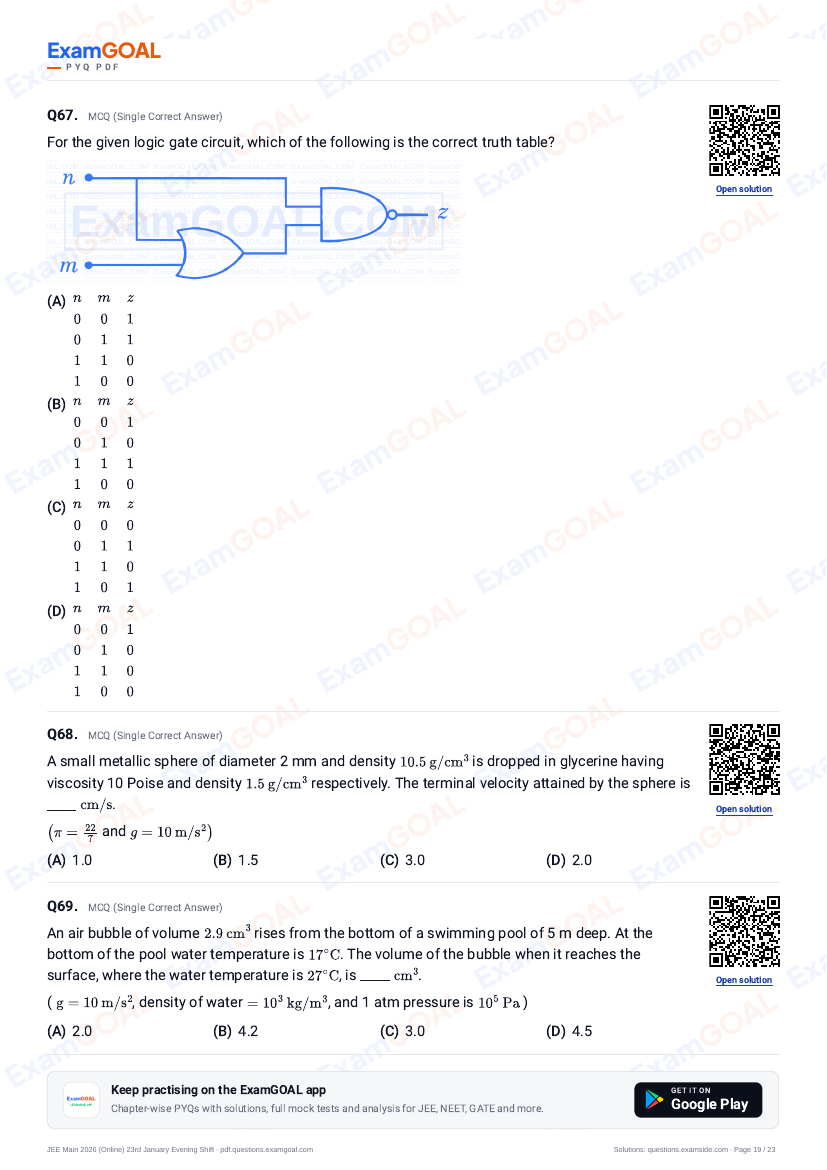 ExamGOAL
PYQ PDF
Q67. MCQ (Single Correct Answer)
For the given logic gate circuit, which of the following is the correct truth table?
Open solution
n
ExamGOAL.COM
z
m
(A) n m z
0 0 1
0 1 1
1 1 0
1 0 0
(B) n m z
0 0 1
0 1 0
1 1 1
1 0 0
(C) n m z
0 0 0
0 1 1
1 1 0
1 0 1
(D) n m z
0 0 1
0 1 0
1 1 0
1 0 0
Q68. MCQ (Single Correct Answer)
A small metallic sphere of diameter 2 mm and density 10.5 g/cm³ is dropped in glycerine having
viscosity 10 Poise and density 1.5 g/cm³ respectively. The terminal velocity attained by the sphere is
____ cm/s.
(π = 22/7 and g = 10 m/s²)
(A) 1.0 (B) 1.5 (C) 3.0 (D) 2.0
Open solution
Q69. MCQ (Single Correct Answer)
An air bubble of volume 2.9 cm³ rises from the bottom of a swimming pool of 5 m deep. At the
bottom of the pool water temperature is 17°C. The volume of the bubble when it reaches the
surface, where the water temperature is 27°C, is ____ cm³.
( g = 10 m/s², density of water = 10³ kg/m³, and 1 atm pressure is 10⁵ Pa )
(A) 2.0 (B) 4.2 (C) 3.0 (D) 4.5
Open solution
ExamGOAL
Keep practising on the ExamGOAL app
Chapter-wise PYQs with solutions, full mock tests and analysis for JEE, NEET, GATE and more.
GET IT ON
Google Play
JEE Main 2026 (Online) 23rd January Evening Shift · pdf.questions.examgoal.com
Solutions: questions.examside.com · Page 19 / 23